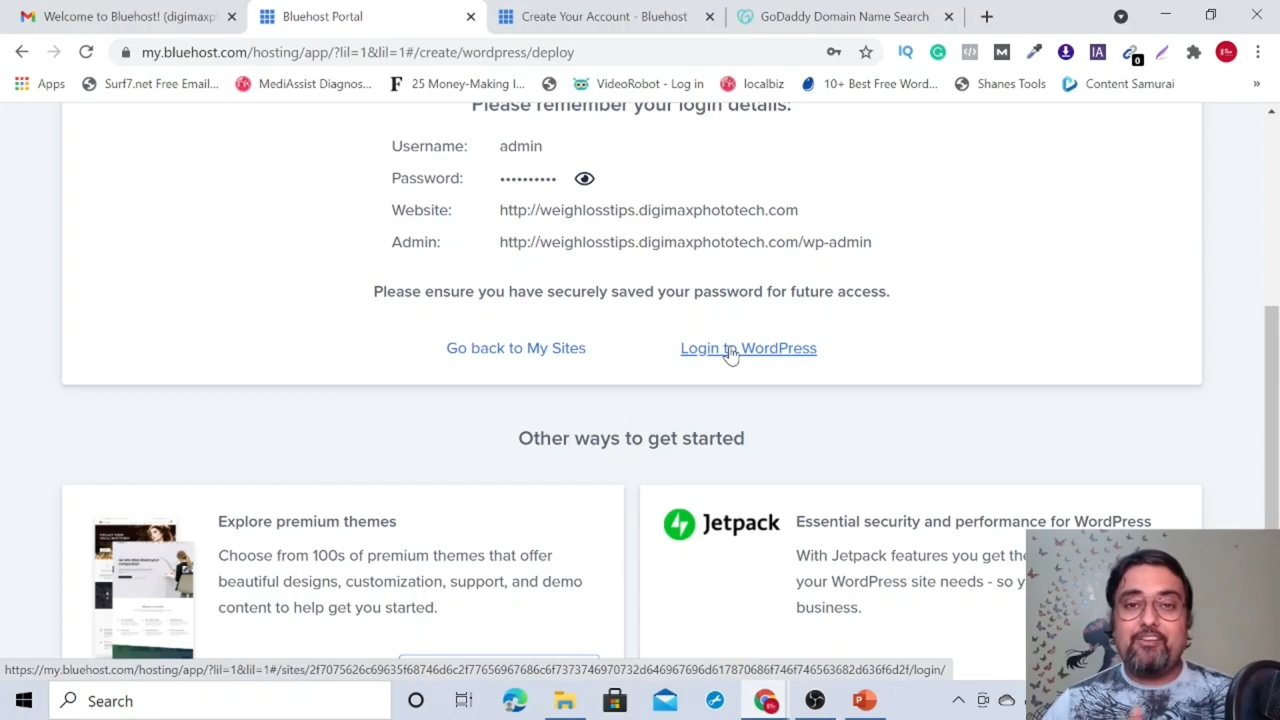 Welcome to Bluehost! (digimaxp
Bluehost Portal
Create Your Account - Bluehost
GoDaddy Domain Name Search
my.bluehost.com/hosting/app/?lil=1&lil=1#/create/wordpress/deploy
Apps
Surf7.net Free Email...
MediAssist Diagnos...
25 Money-Making I...
VideoRobot - Log in
localbiz
10+ Best Free Word...
Shanes Tools
Content Samurai
»
Please remember your login details:
Username: admin
Password: ••••••••••
Website: http://weighlosstips.digimaxphototech.com
Admin: http://weighlosstips.digimaxphototech.com/wp-admin
Please ensure you have securely saved your password for future access.
Go back to My Sites
Login to WordPress
Other ways to get started
Explore premium themes
Choose from 100s of premium themes that offer
beautiful designs, customization, support, and demo
content to help get you started.
Jetpack
Essential security and performance for WordPress
With Jetpack features you get the
your WordPress site needs - so y
business.
Search